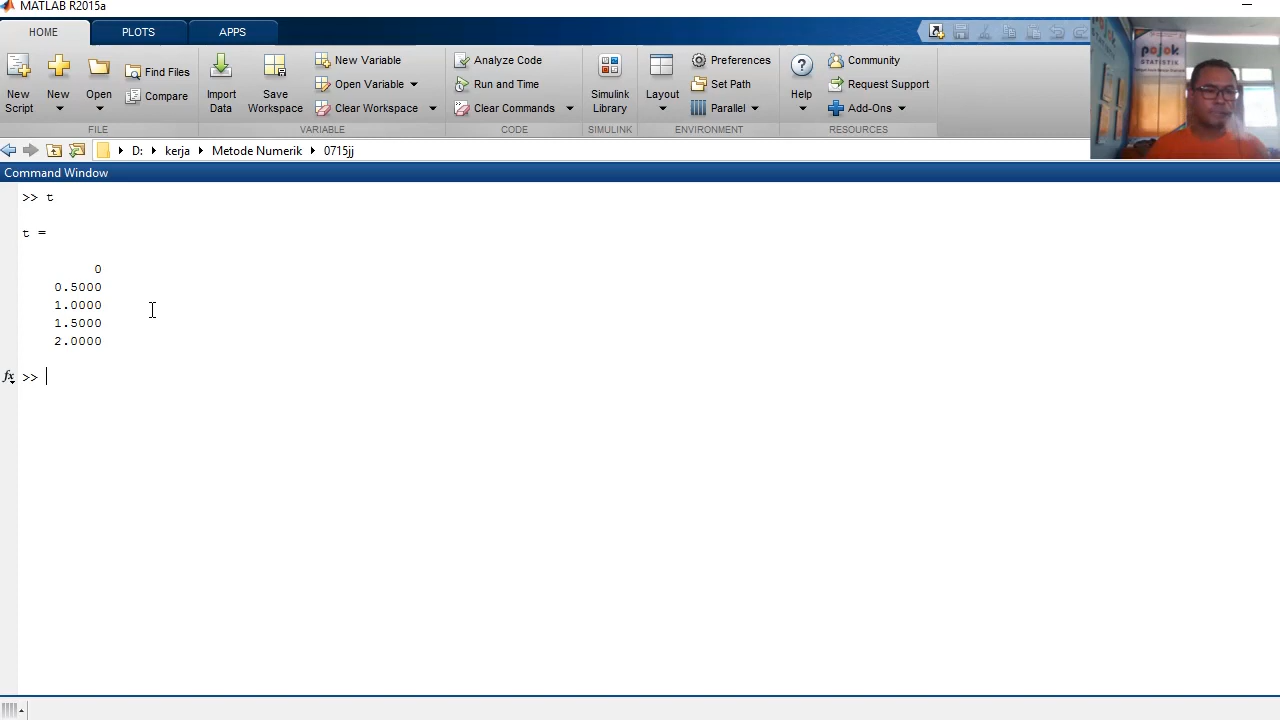 MATLAB R2015a
HOME PLOTS APPS
New Script
New
Open
Find Files
Compare
FILE
Import Data
Save Workspace
New Variable
Open Variable
Clear Workspace
VARIABLE
Analyze Code
Run and Time
Clear Commands
CODE
Simulink Library
SIMULINK
Layout
Preferences
Set Path
Parallel
ENVIRONMENT
Help
Community
Request Support
Add-Ons
RESOURCES
pojok
STATISTIK
D: kerja Metode Numerik 0715jj
Command Window
>> t
t =
0
0.5000
1.0000
1.5000
2.0000
fx >>